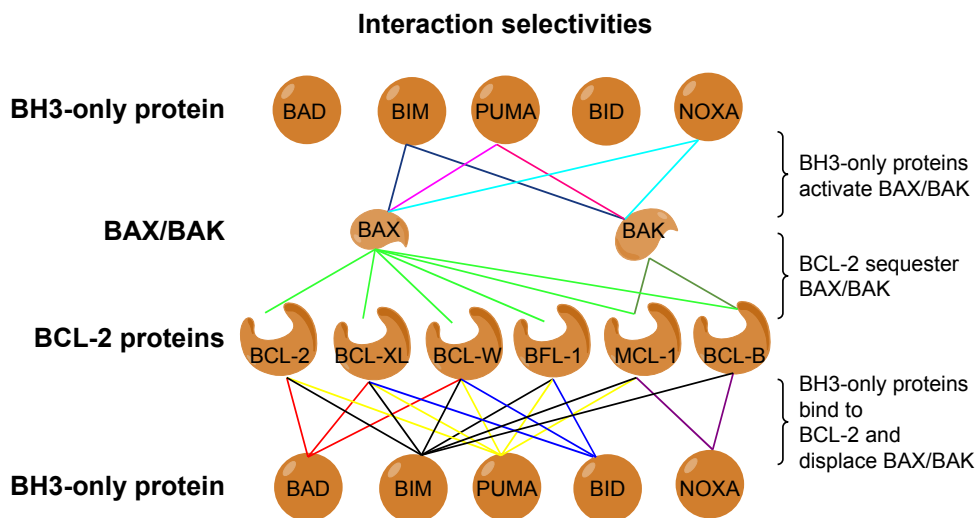 Interaction selectivities
BH3-only protein
BAD
BIM
PUMA
BID
NOXA
BH3-only proteins
activate BAX/BAK
BAX/BAK
BAX
BAK
BCL-2 sequester
BAX/BAK
BCL-2 proteins
BCL-2
BCL-XL
BCL-W
BFL-1
MCL-1
BCL-B
BH3-only proteins
bind to
BCL-2 and
displace BAX/BAK
BH3-only protein
BAD
BIM
PUMA
BID
NOXA